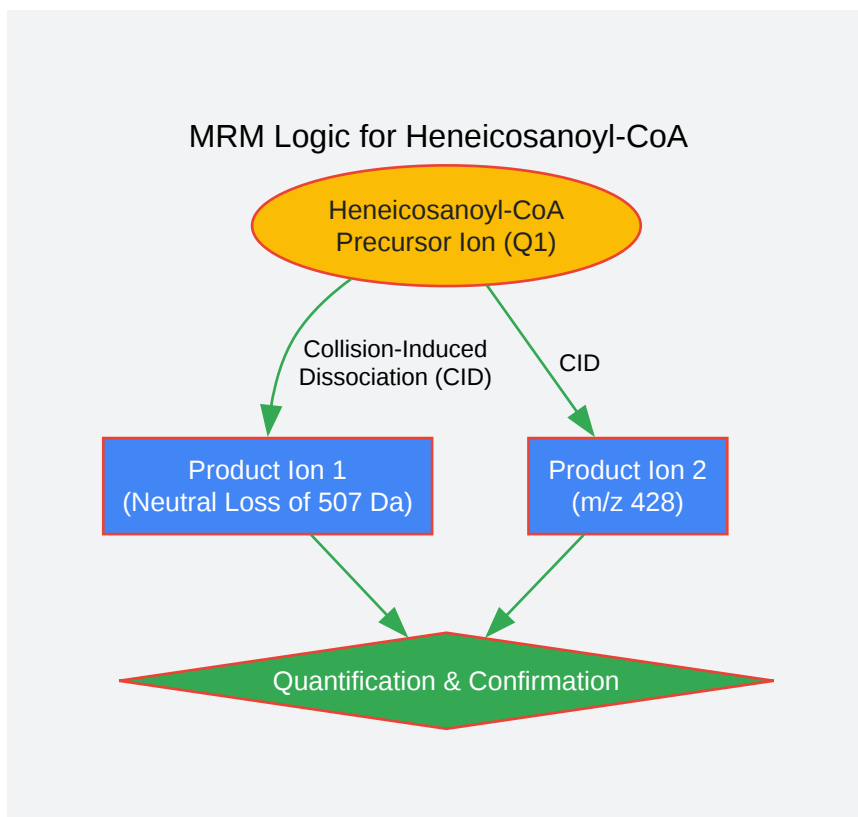 MRM Logic for Heneicosanoyl-CoA
Heneicosanoyl-CoA
Precursor Ion (Q1)
Collision-Induced
Dissociation (CID)
CID
Product Ion 1
(Neutral Loss of 507 Da)
Product Ion 2
(m/z 428)
Quantification & Confirmation